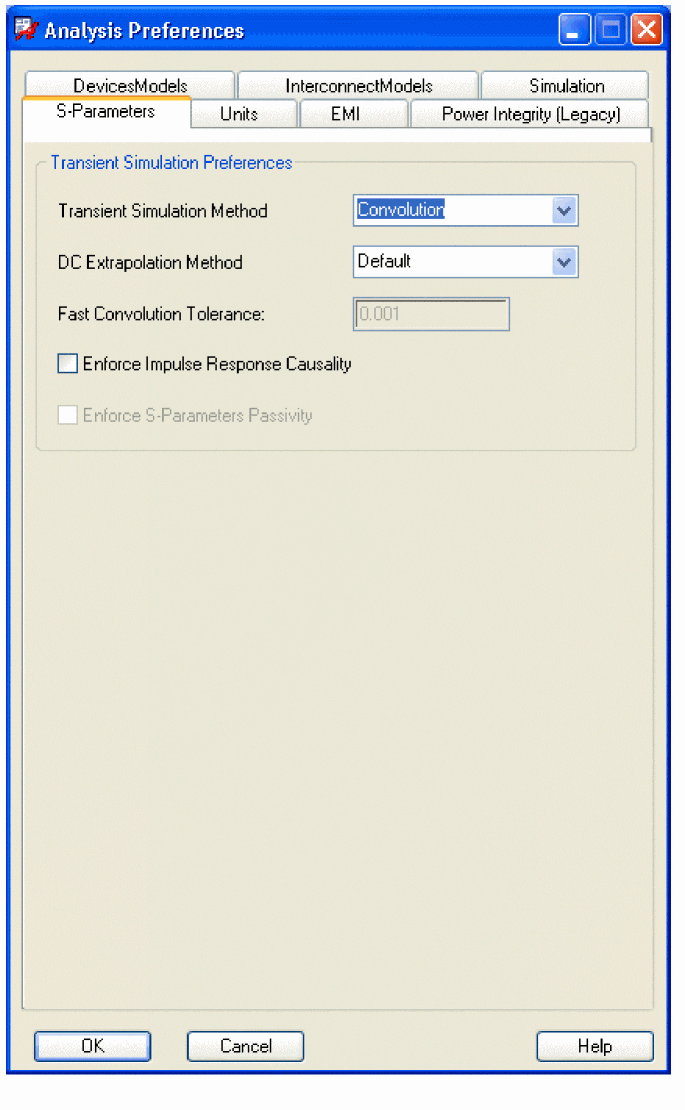 Analysis Preferences
DevicesModels InterconnectModels Simulation
S-Parameters Units EMI Power Integrity (Legacy)
Transient Simulation Preferences
Transient Simulation Method Convolution
DC Extrapolation Method Default
Fast Convolution Tolerance: 0.001
Enforce Impulse Response Causality
Enforce S-Parameters Passivity
OK Cancel Help